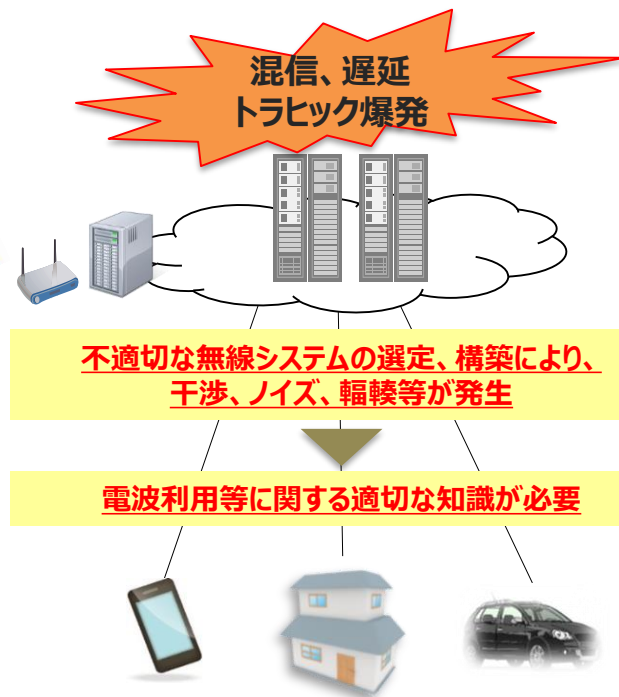 混信、遅延
トラヒック爆発
不適切な無線システムの選定、構築により、
干渉、ノイズ、輻輳等が発生
電波利用等に関する適切な知識が必要